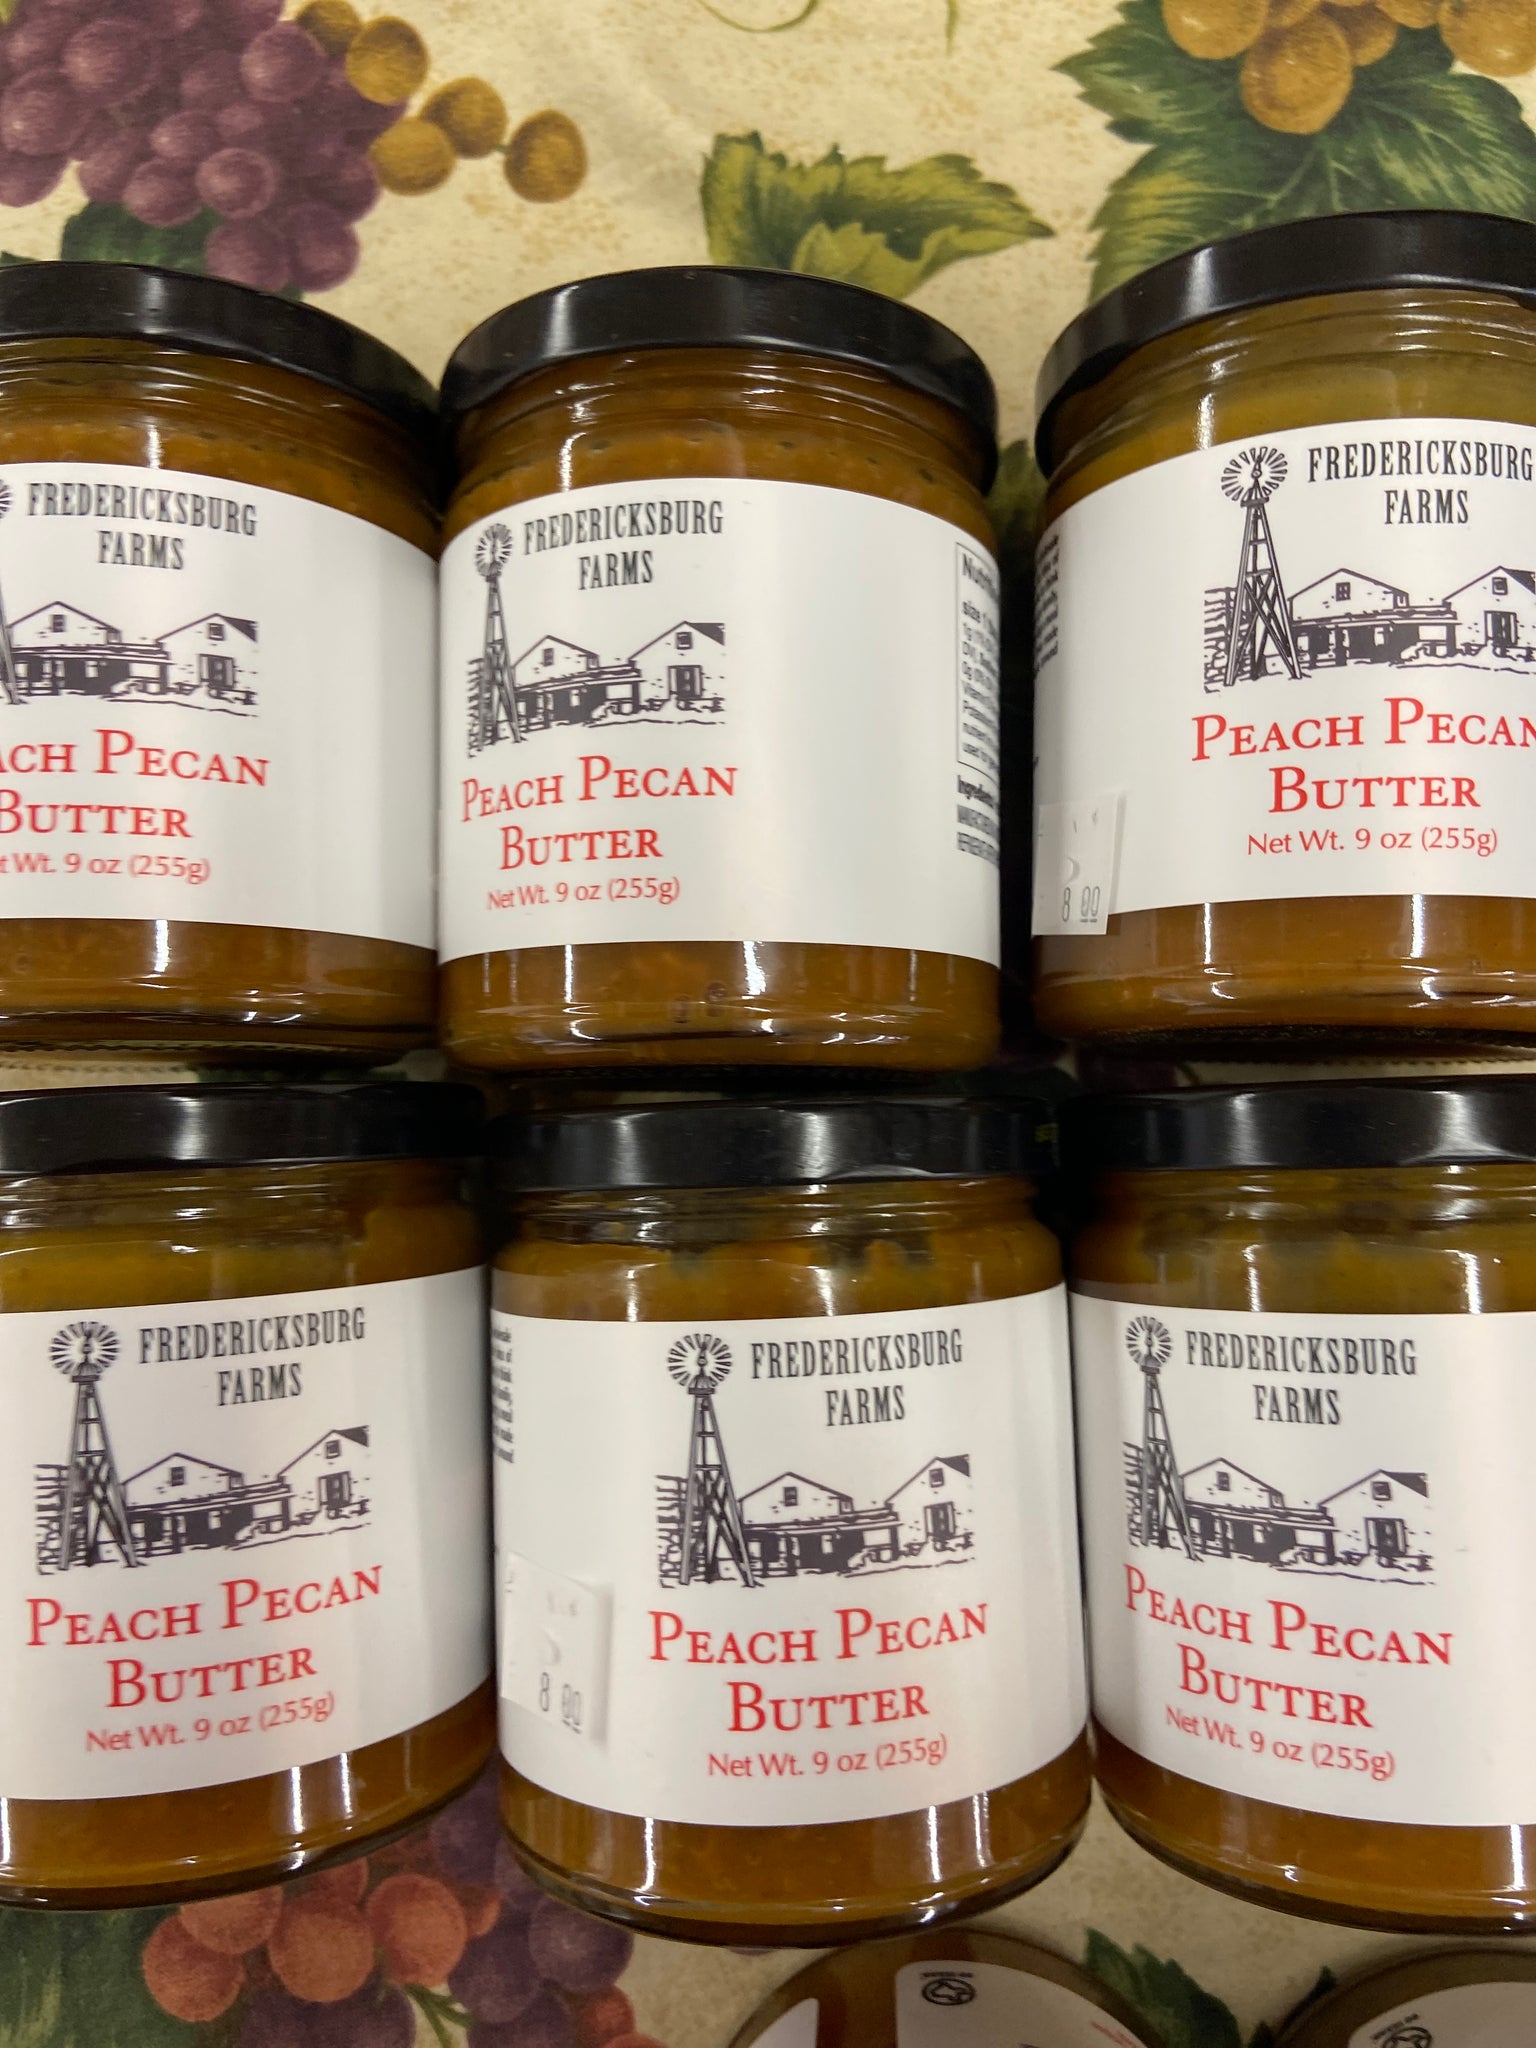 FREDERICKSBURG
FARMS
ACH PECAN
BUTTER
t Wt. 9 oz (255g)
FREDERICKSBURG
FARMS
PEACH PECAN
BUTTER
Net Wt. 9 oz (255g)
FREDERICKSBURG
FARMS
PEACH PECAN
BUTTER
Net Wt. 9 oz (255g)
8 00
FREDERICKSBURG
FARMS
PEACH PECAN
BUTTER
Net Wt. 9 oz (255g)
FREDERICKSBURG
FARMS
PEACH PECAN
BUTTER
Net Wt. 9 oz (255g)
8 00
FREDERICKSBURG
FARMS
PEACH PECAN
BUTTER
Net Wt. 9 oz (255g)